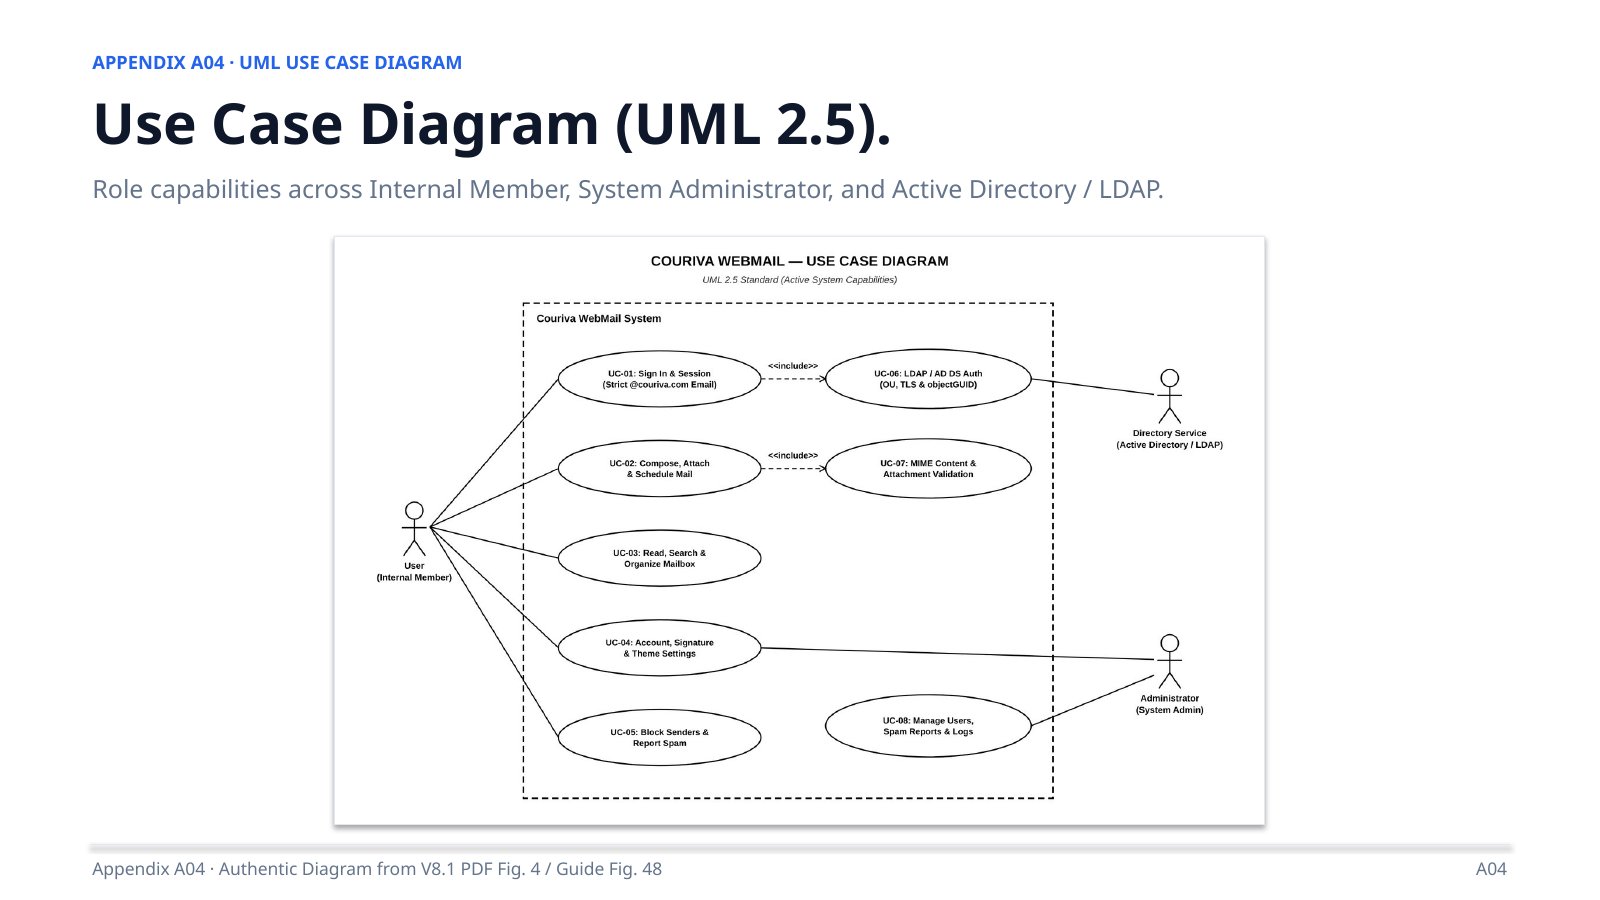 APPENDIX A04 · UML USE CASE DIAGRAM
Use Case Diagram (UML 2.5).
Role capabilities across Internal Member, System Administrator, and Active Directory / LDAP.
COURIVA WEBMAIL — USE CASE DIAGRAM
UML 2.5 Standard (Active System Capabilities)
Couriva WebMail System
UC-01: Sign In & Session
(Strict @couriva.com Email)
<<include>>
UC-06: LDAP / AD DS Auth
(OU, TLS & objectGUID)
Directory Service
(Active Directory / LDAP)
UC-02: Compose, Attach
& Schedule Mail
<<include>>
UC-07: MIME Content &
Attachment Validation
User
(Internal Member)
UC-03: Read, Search &
Organize Mailbox
UC-04: Account, Signature
& Theme Settings
Administrator
(System Admin)
UC-05: Block Senders &
Report Spam
UC-08: Manage Users,
Spam Reports & Logs
Appendix A04 · Authentic Diagram from V8.1 PDF Fig. 4 / Guide Fig. 48
A04